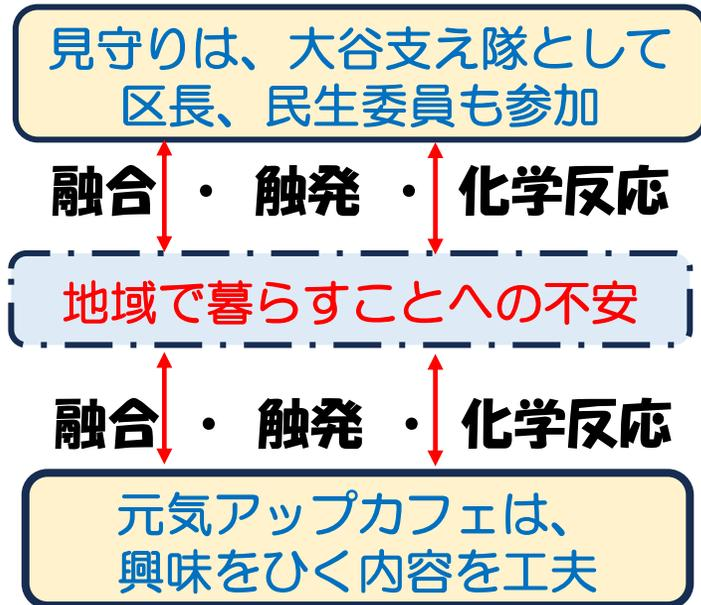 見守りは、大谷支え隊として
区長、民生委員も参加
融合 ・ 触発 ・ 化学反応
地域で暮らすことへの不安
融合 ・ 触発 ・ 化学反応
元気アップカフェは、
興味をひく内容を工夫